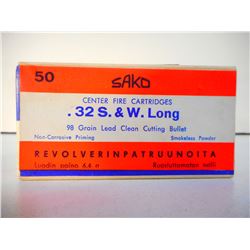 50
SAKO
CENTER FIRE CARTRIDGES
.32 S. & W. Long
98 Grain Lead Clean Cutting Bullet
Non-Corrosive Priming Smokeless Powder
REVOLVERINPATRUUNOITA
Luodin paino 6,4 g Ruostuttamaton nalli